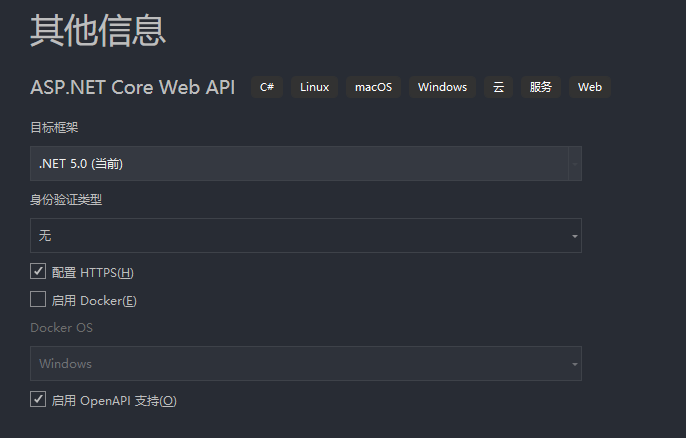 其他信息
ASP.NET Core Web API C# Linux macOS Windows 云 服务 Web
目标框架
.NET 5.0 (当前)
身份验证类型
无
配置 HTTPS(H)
启用 Docker(E)
Docker OS
Windows
启用 OpenAPI 支持(O)